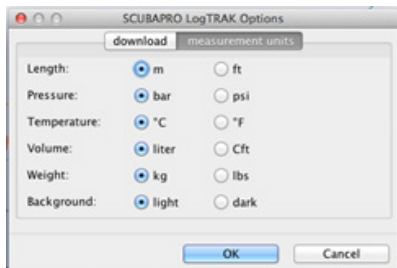 SCUBAPRO LogTRAK Options
download measurement units
Length: m ft
Pressure: bar psi
Temperature: °C °F
Volume: liter Cft
Weight: kg lbs
Background: light dark
OK Cancel